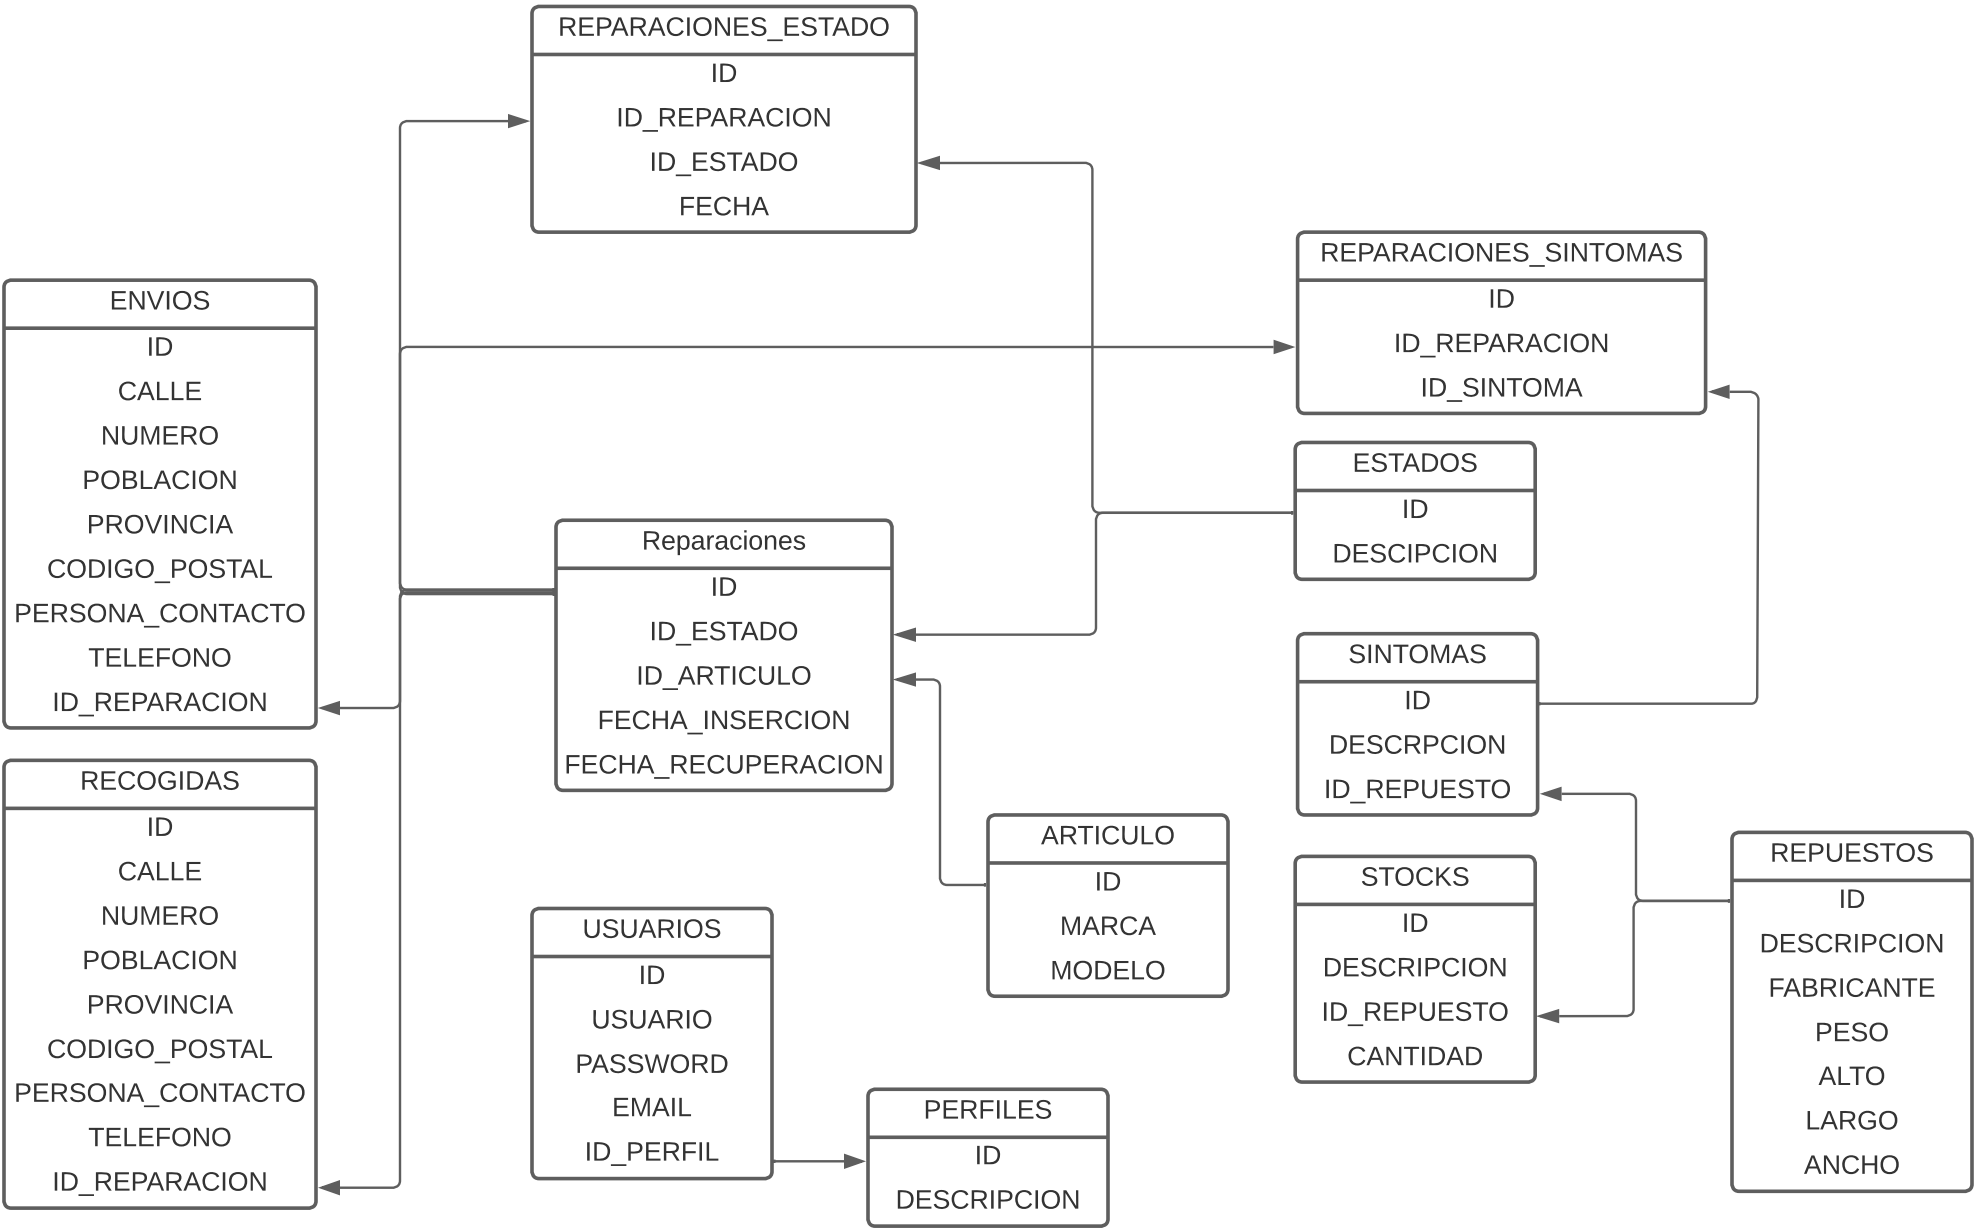 REPARACIONES_ESTADO
ID
ID_REPARACION
ID_ESTADO
FECHA
REPARACIONES_SINTOMAS
ID
ID_REPARACION
ID_SINTOMA
ENVIOS
ID
CALLE
NUMERO
POBLACION
PROVINCIA
CODIGO_POSTAL
PERSONA_CONTACTO
TELEFONO
ID_REPARACION
ESTADOS
ID
DESCIPCION
Reparaciones
ID
ID_ESTADO
ID_ARTICULO
FECHA_INSERCION
FECHA_RECUPERACION
SINTOMAS
ID
DESCRPCION
ID_REPUESTO
RECOGIDAS
ID
CALLE
NUMERO
POBLACION
PROVINCIA
CODIGO_POSTAL
PERSONA_CONTACTO
TELEFONO
ID_REPARACION
ARTICULO
ID
MARCA
MODELO
STOCKS
ID
DESCRIPCION
ID_REPUESTO
CANTIDAD
REPUESTOS
ID
DESCRIPCION
FABRICANTE
PESO
ALTO
LARGO
ANCHO
USUARIOS
ID
USUARIO
PASSWORD
EMAIL
ID_PERFIL
PERFILES
ID
DESCRIPCION